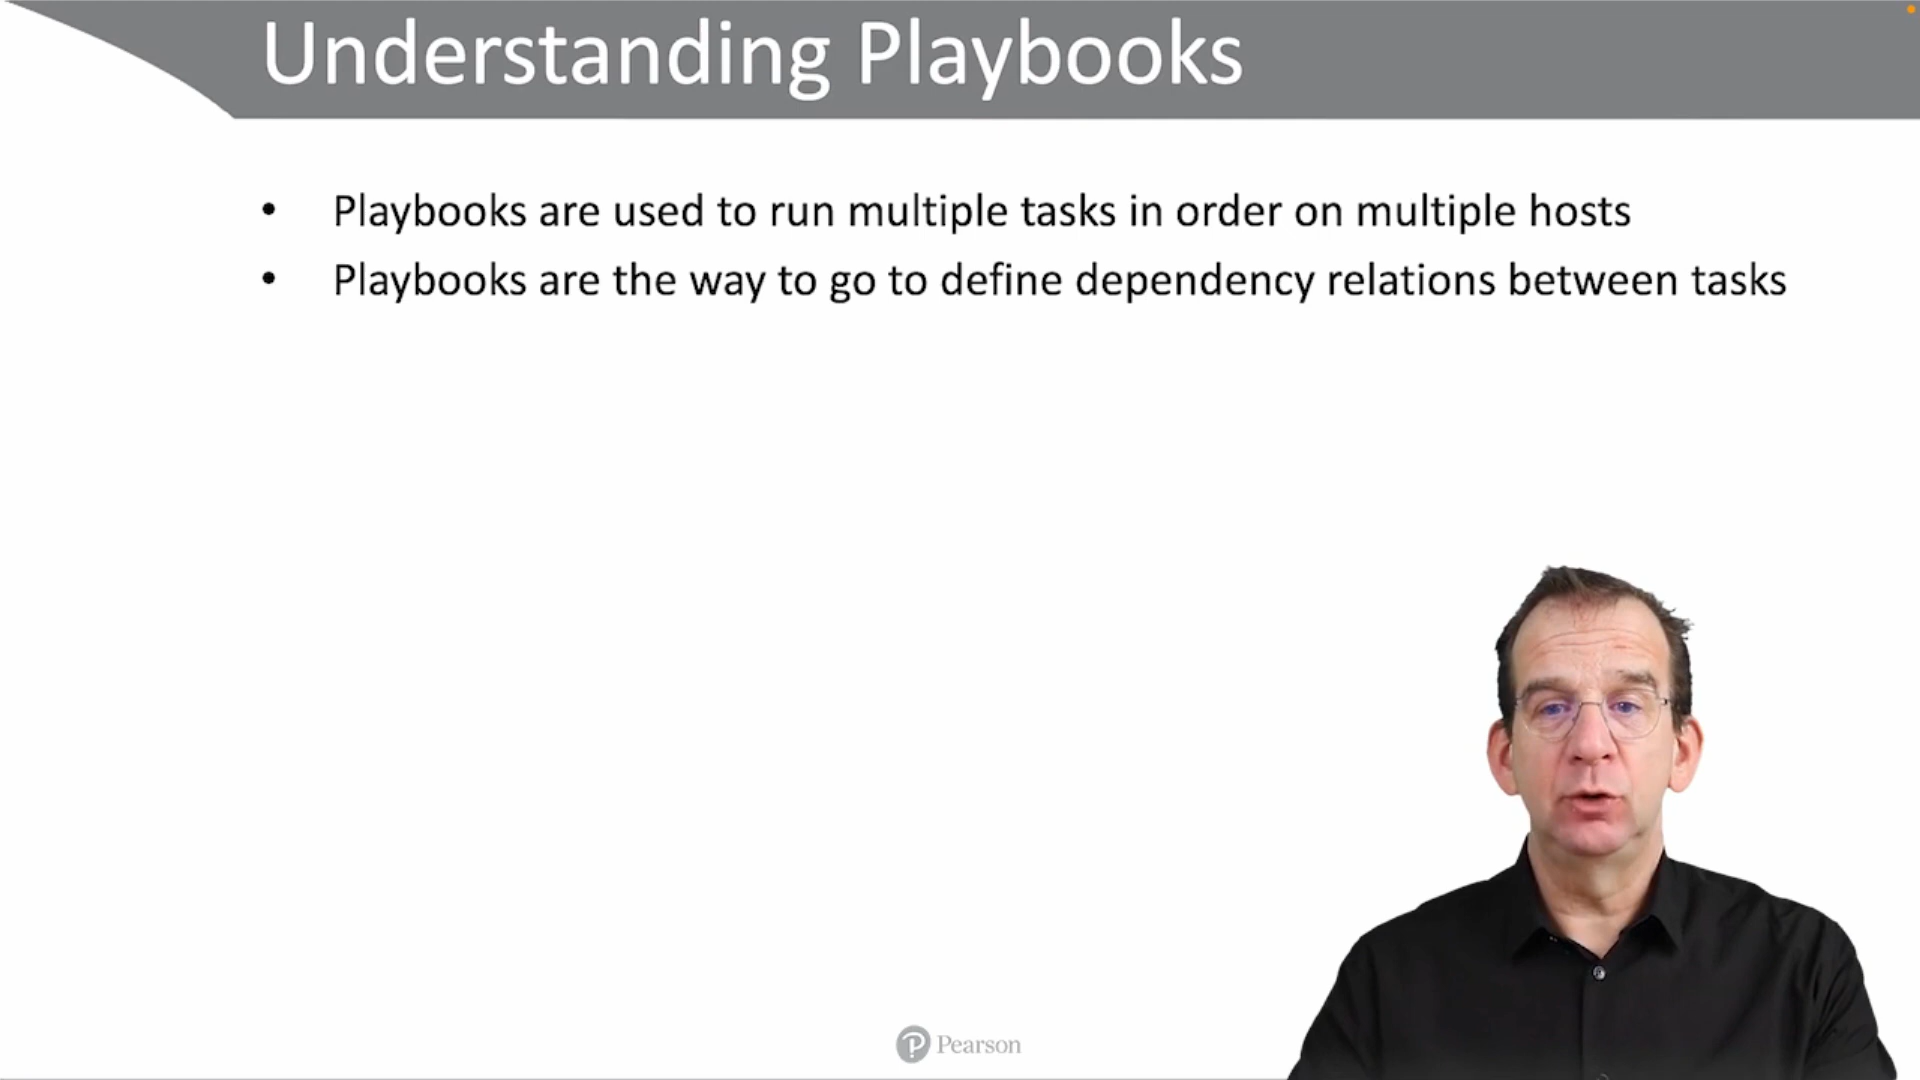 Understanding Playbooks
• Playbooks are used to run multiple tasks in order on multiple hosts
• Playbooks are the way to go to define dependency relations between tasks
Pearson